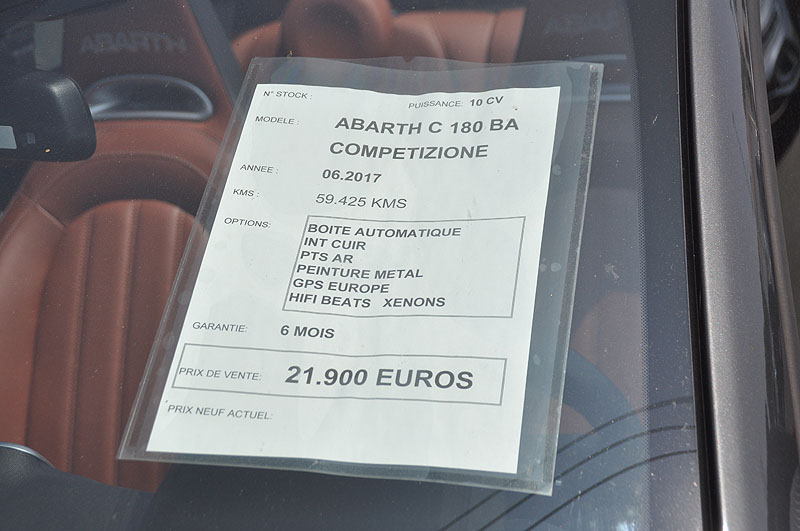 ABARTH
ABARTH
N° STOCK :
PUISSANCE: 10 CV
MODELE :
ABARTH C 180 BA
COMPETIZIONE
ANNEE :
06.2017
KMS :
59.425 KMS
OPTIONS:
BOITE AUTOMATIQUE
INT CUIR
PTS AR
PEINTURE METAL
GPS EUROPE
HIFI BEATS XENONS
GARANTIE:
6 MOIS
PRIX DE VENTE:
21.900 EUROS
PRIX NEUF ACTUEL: